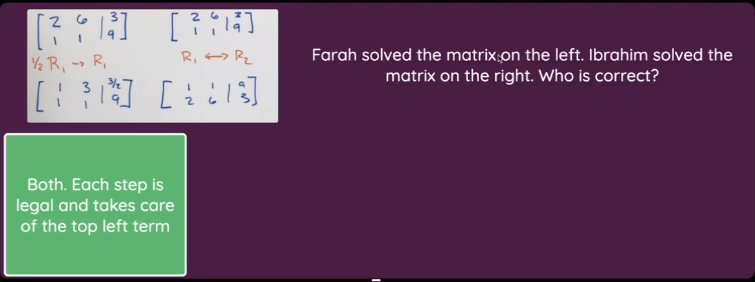 [ 2 6 | 3 ]
[ 1 1 | 9 ]
½ R₁ → R₁
[ 1 3 | 3/2 ]
[ 1 1 | 9 ]
[ 2 6 | 3 ]
[ 1 1 | 9 ]
R₁ ↔ R₂
[ 1 1 | 9 ]
[ 2 6 | 3 ]
Farah solved the matrix on the left. Ibrahim solved the
matrix on the right. Who is correct?
Both. Each step is
legal and takes care
of the top left term